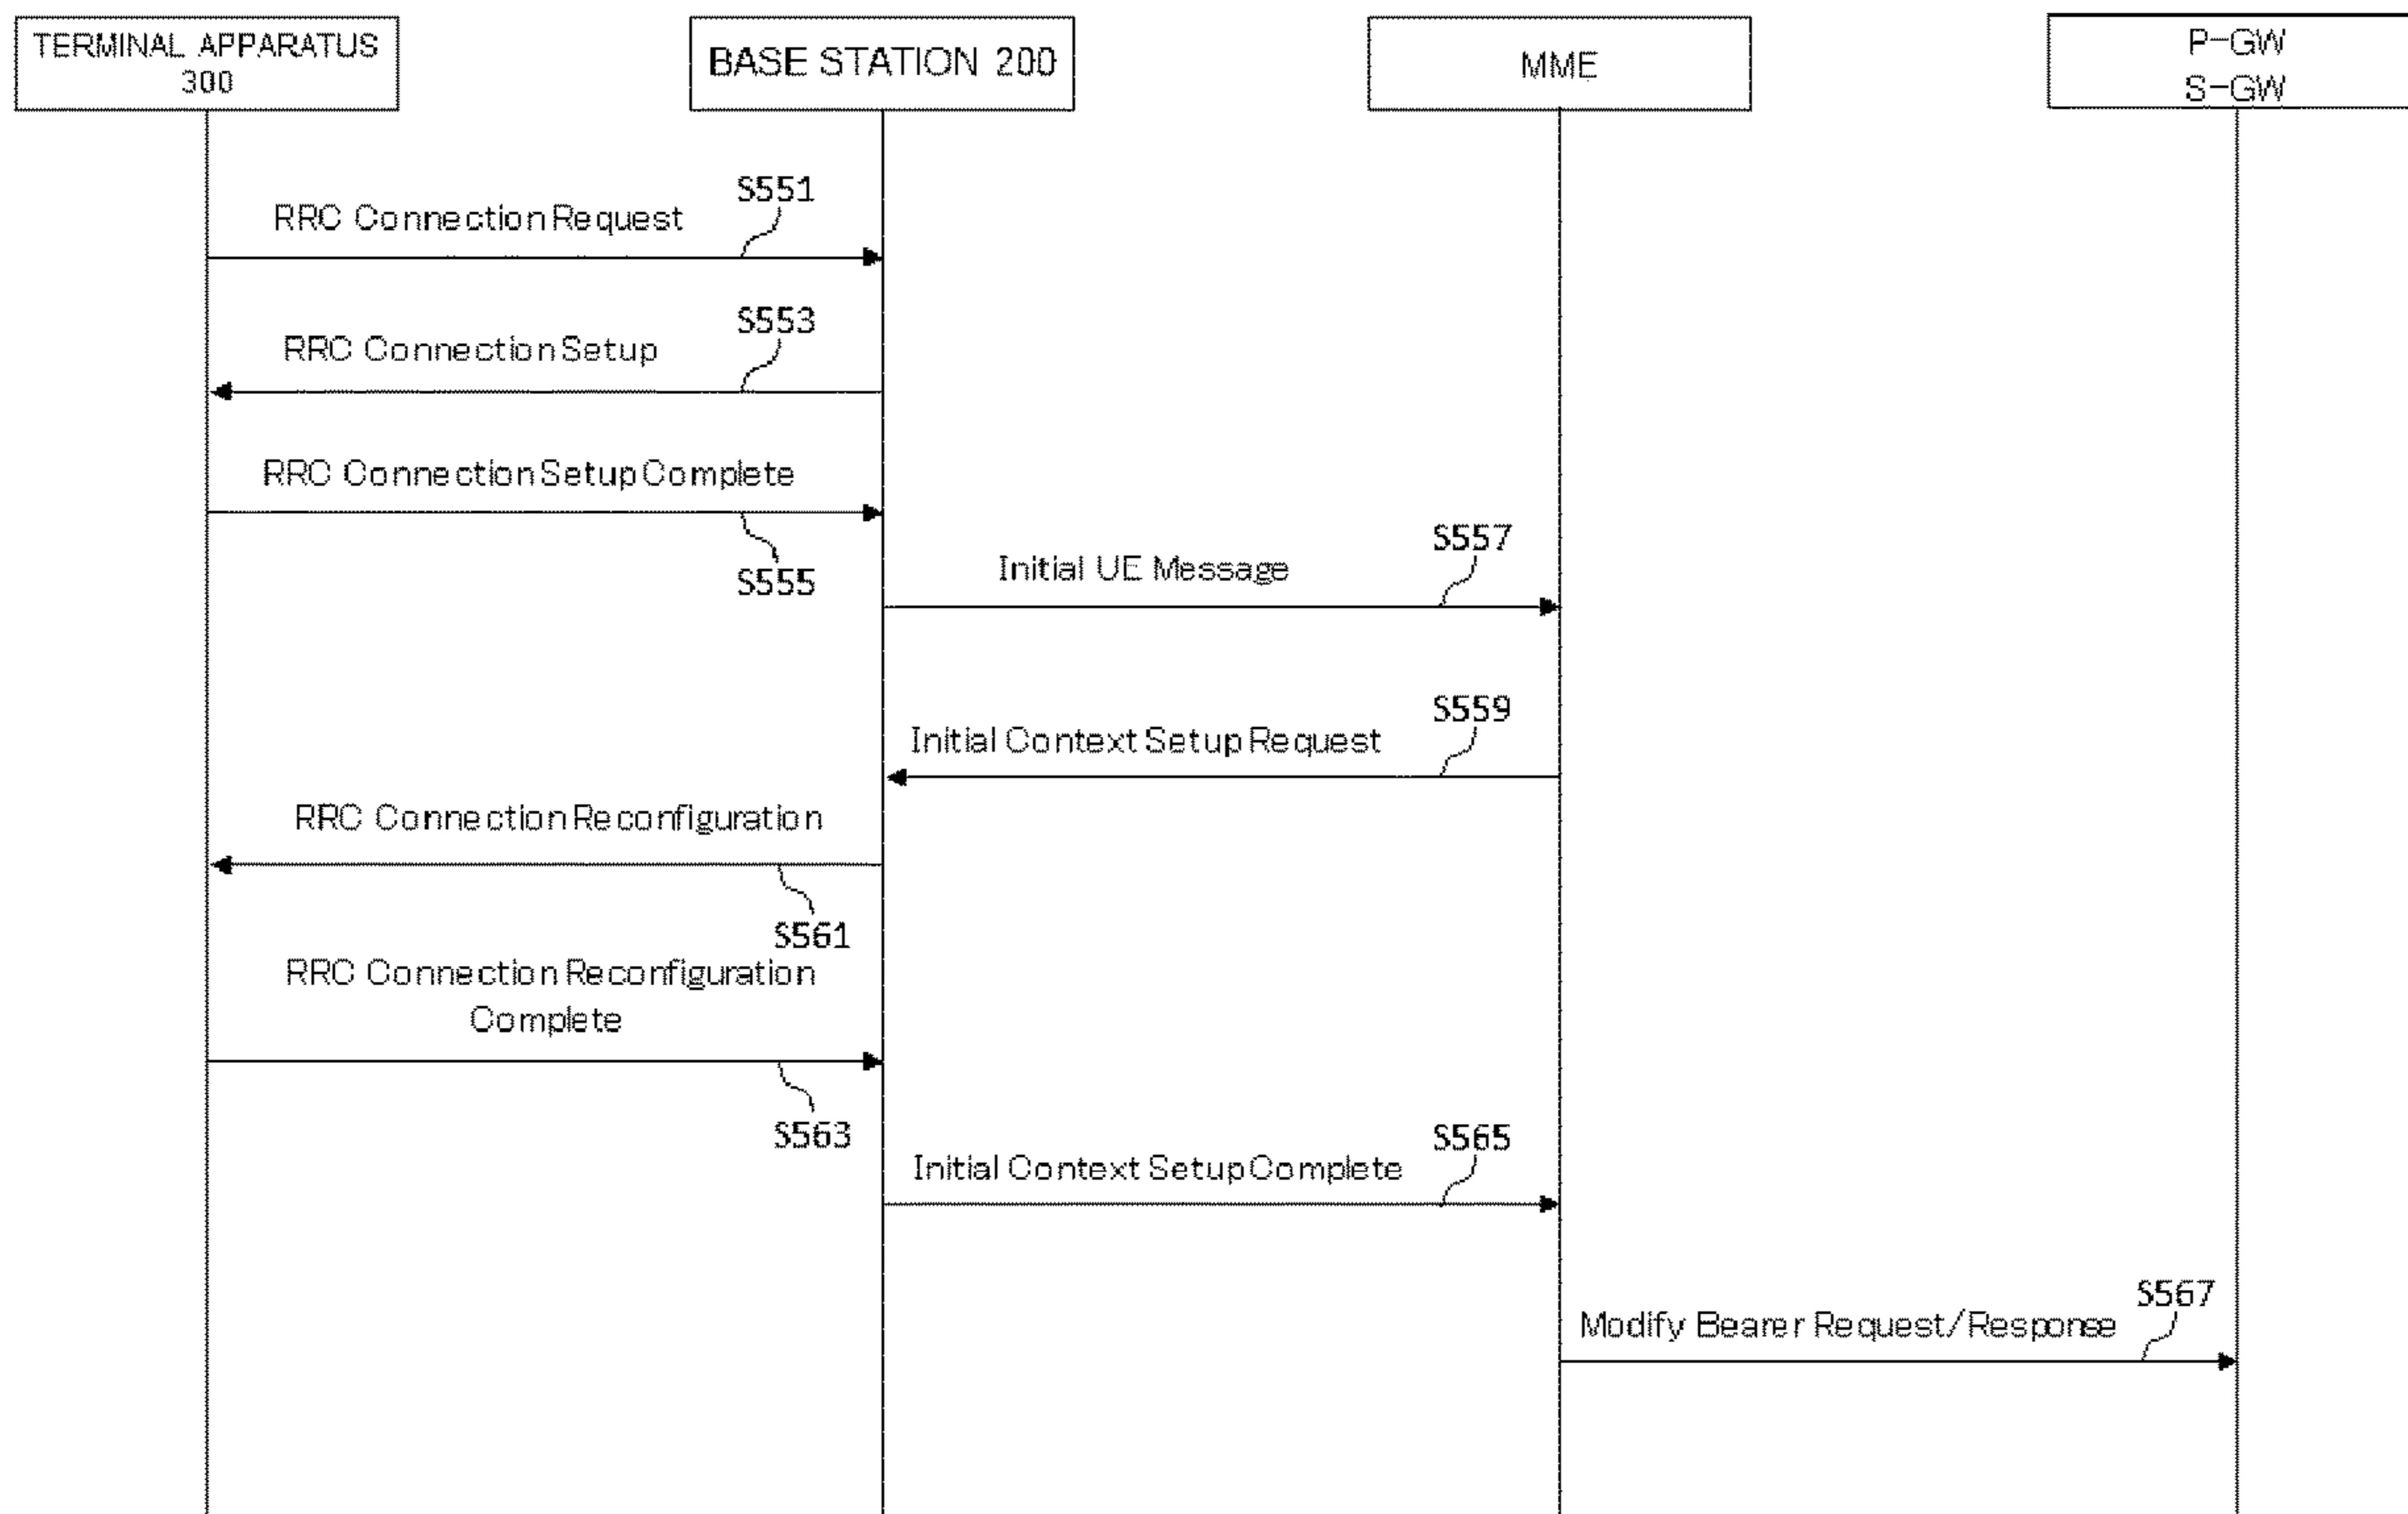 TERMINAL APPARATUS
300
BASE STATION 200
MME
P-GW
S-GW
S551
RRC Connection Request
S553
RRC Connection Setup
RRC Connection Setup Complete
S555
S557
Initial UE Message
S559
Initial Context Setup Request
RRC Connection Reconfiguration
S561
RRC Connection Reconfiguration
Complete
S563
S565
Initial Context Setup Complete
S567
Modify Bearer Request/Response